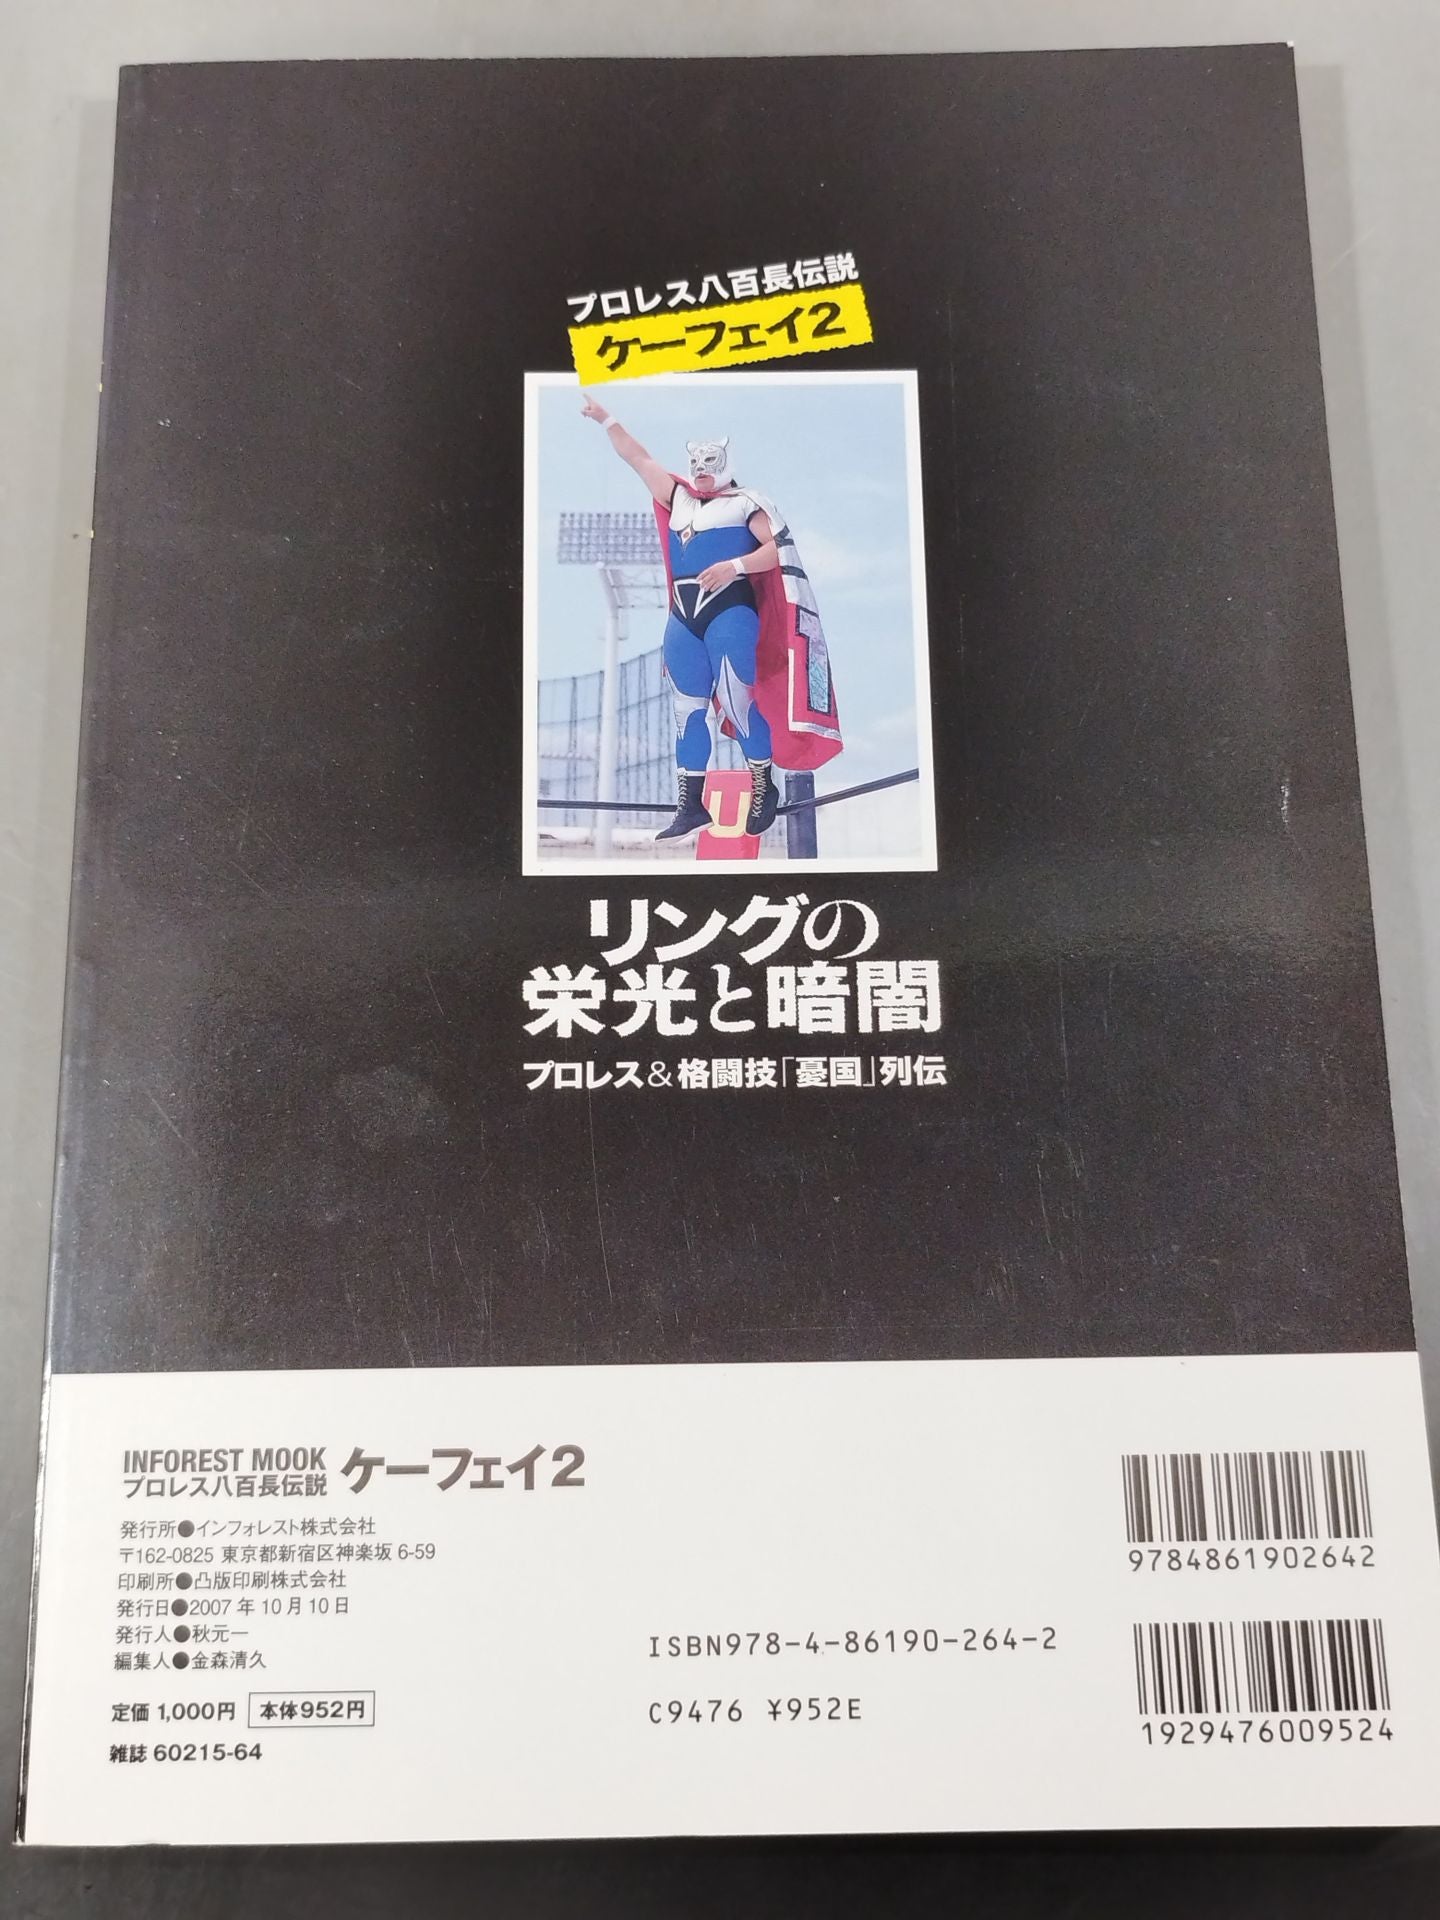 プロレス八百長伝説
ケーフェイ2
U
リングの
栄光と暗闇
プロレス&格闘技「憂国」列伝
INFOREST MOOK
プロレス八百長伝説 ケーフェイ2
発行所●インフォレスト株式会社
〒162-0825 東京都新宿区神楽坂 6-59
印刷所●凸版印刷株式会社
発行日●2007年10月10日
発行人●秋元一
編集人●金森清久
定価 1,000円 本体952円
雑誌 60215-64
ISBN978-4-86190-264-2
C9476 ¥952E
9784861902642
1929476009524